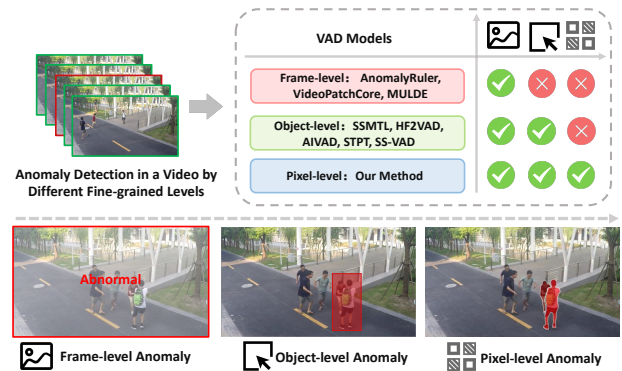 VAD Models
Frame-level： AnomalyRuler,
VideoPatchCore, MULDE
Object-level：SSMTL, HF2VAD,
AIVAD, STPT, SS-VAD
Pixel-level：Our Method
Anomaly Detection in a Video by
Different Fine-grained Levels
Abnormal
Frame-level Anomaly
Object-level Anomaly
Pixel-level Anomaly